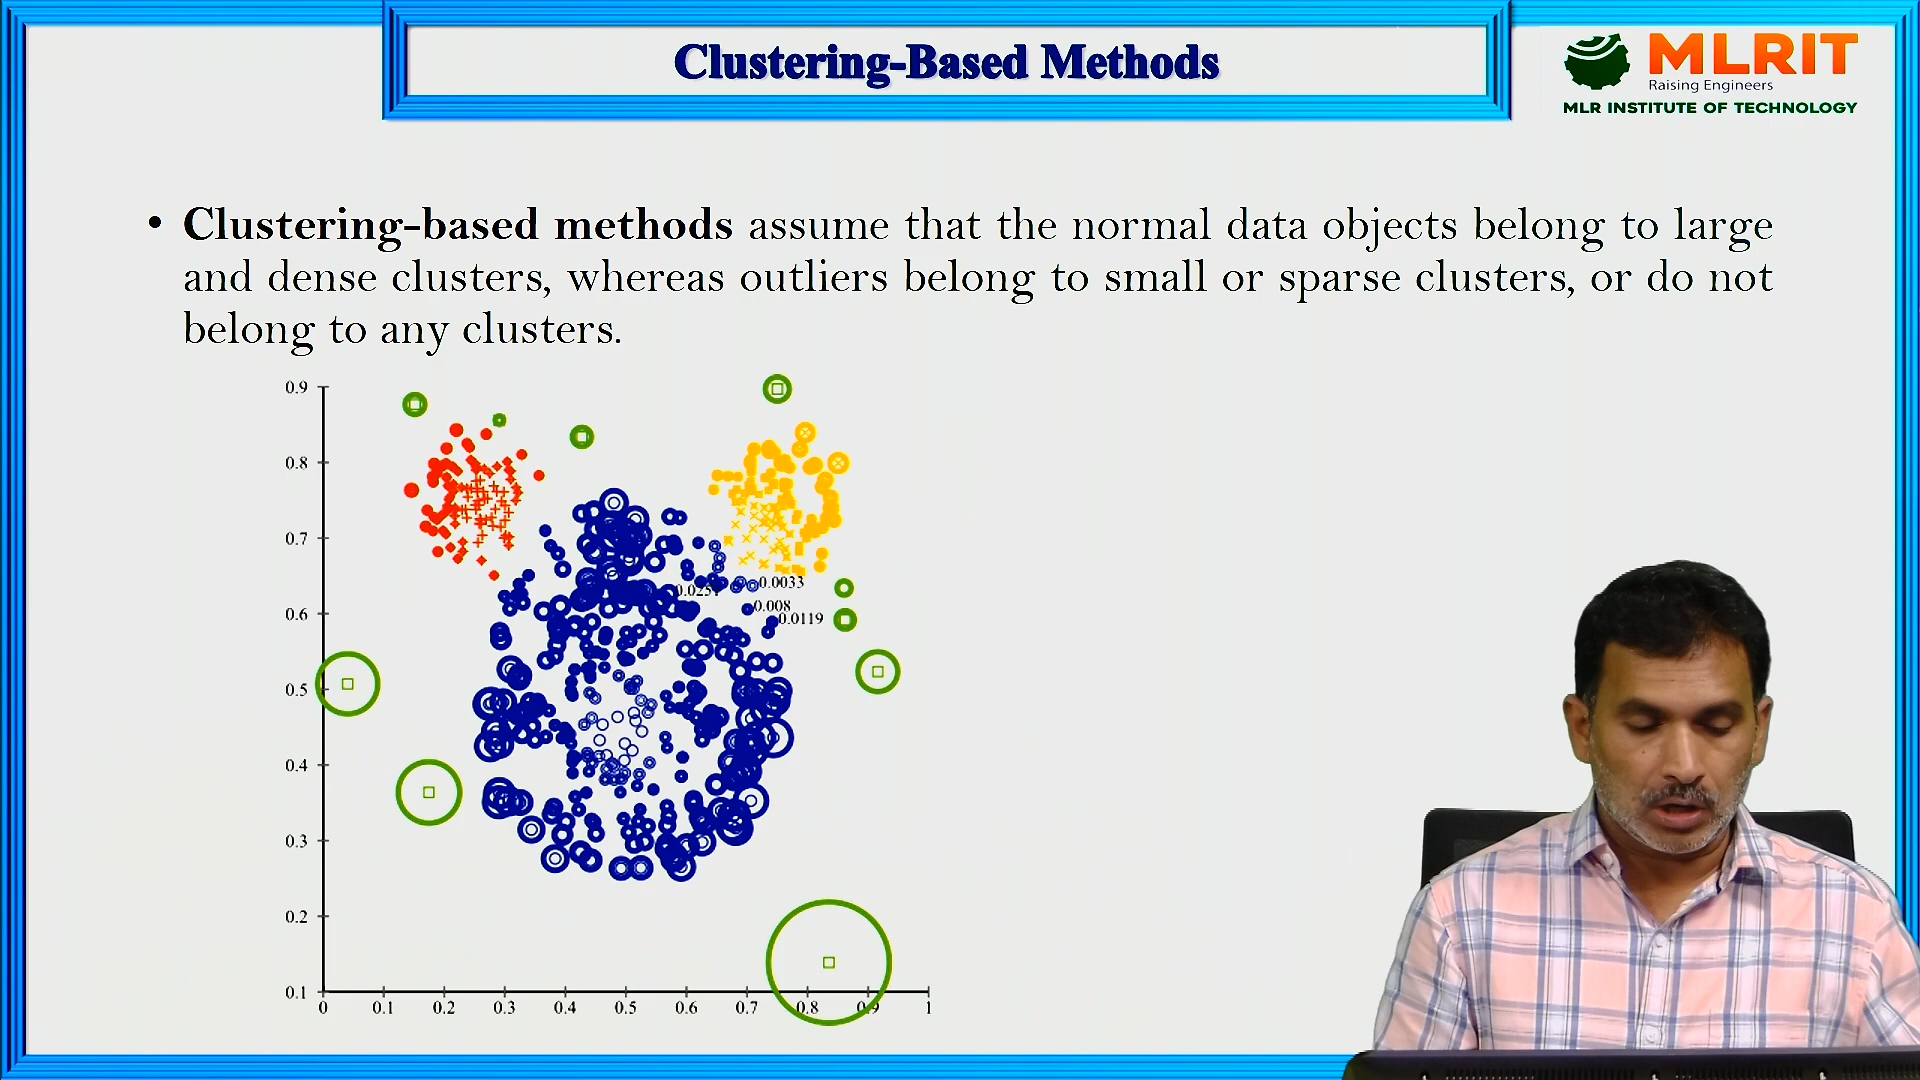 Clustering-Based Methods
MLRIT
Raising Engineers
MLR INSTITUTE OF TECHNOLOGY
• Clustering-based methods assume that the normal data objects belong to large
and dense clusters, whereas outliers belong to small or sparse clusters, or do not
belong to any clusters.
0.9
0.8
0.7
0.0033
0.008
0.6
0.0119
0.5
0.4
0.3
0.2
0.1
0 0.1 0.2 0.3 0.4 0.5 0.6 0.7 0.8 0.9 1